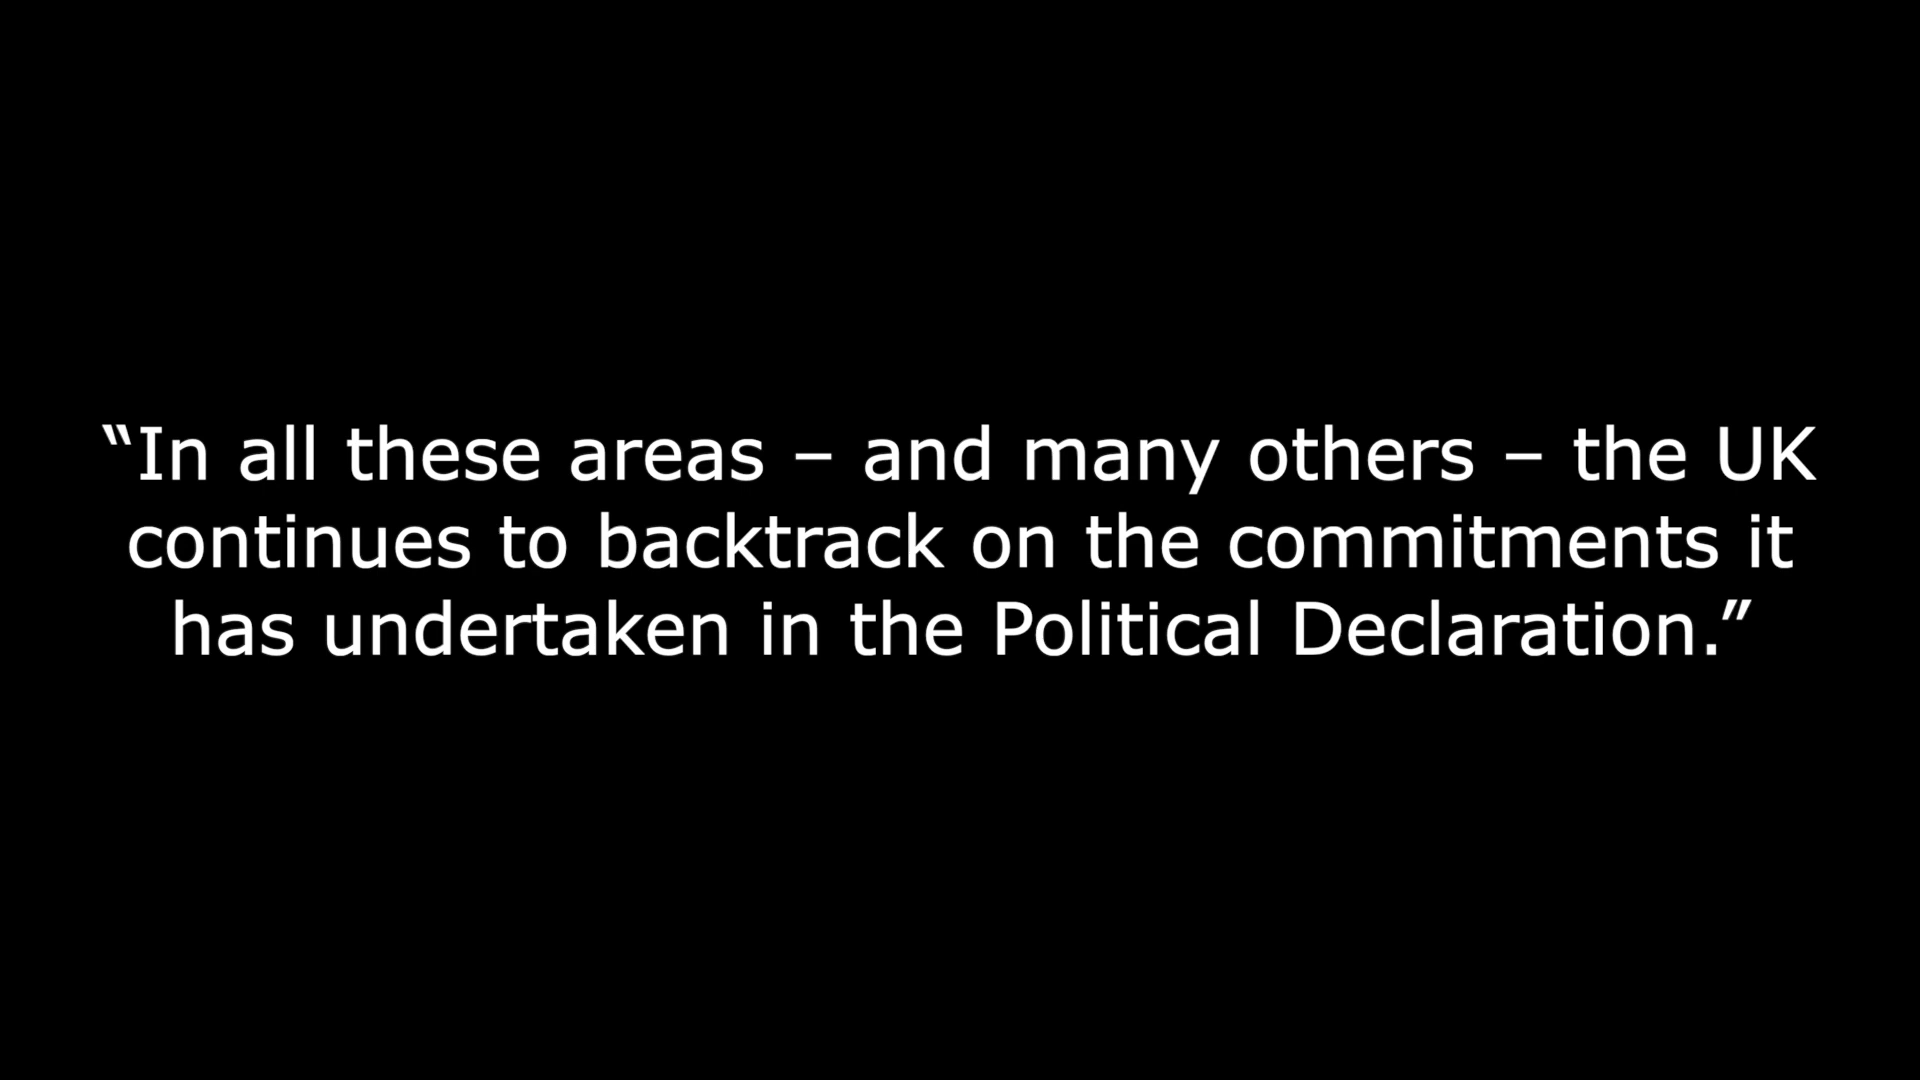 “In all these areas – and many others – the UK
continues to backtrack on the commitments it
has undertaken in the Political Declaration.”